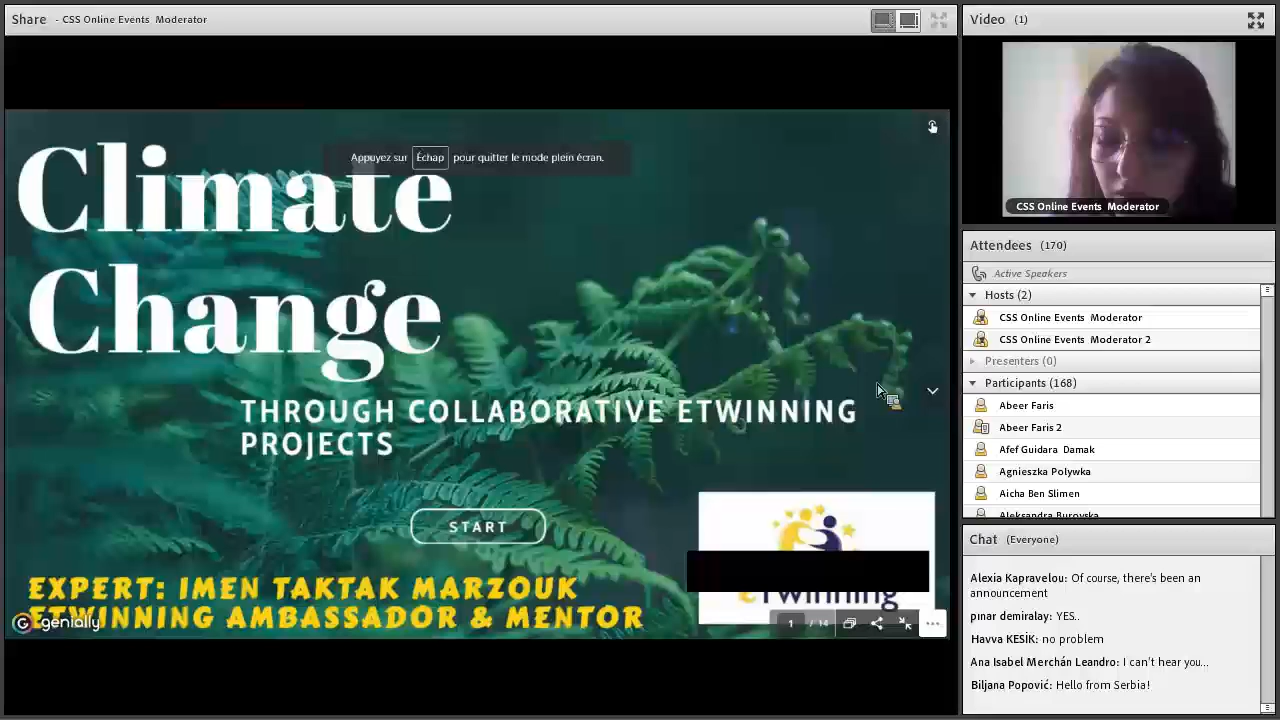 Share - CSS Online Events Moderator
Appuyez sur Échap pour quitter le mode plein écran.
Climate
Change
THROUGH COLLABORATIVE ETWINNING
PROJECTS
START
EXPERT: IMEN TAKTAK MARZOUK
ETWINNING AMBASSADOR & MENTOR
Genially
eTwinning
1 / 14
Video (1)
CSS Online Events Moderator
Attendees (170)
Active Speakers
Hosts (2)
CSS Online Events Moderator
CSS Online Events Moderator 2
Presenters (0)
Participants (168)
Abeer Faris
Abeer Faris 2
Afef Guidara Damak
Agnieszka Polywka
Aicha Ben Slimen
Aleksandra Burovska
Chat (Everyone)
Alexia Kapravelou: Of course, there's been an
announcement
pınar demiralay: YES..
Havva KESİK: no problem
Ana Isabel Merchán Leandro: I can't hear you...
Biljana Popović: Hello from Serbia!